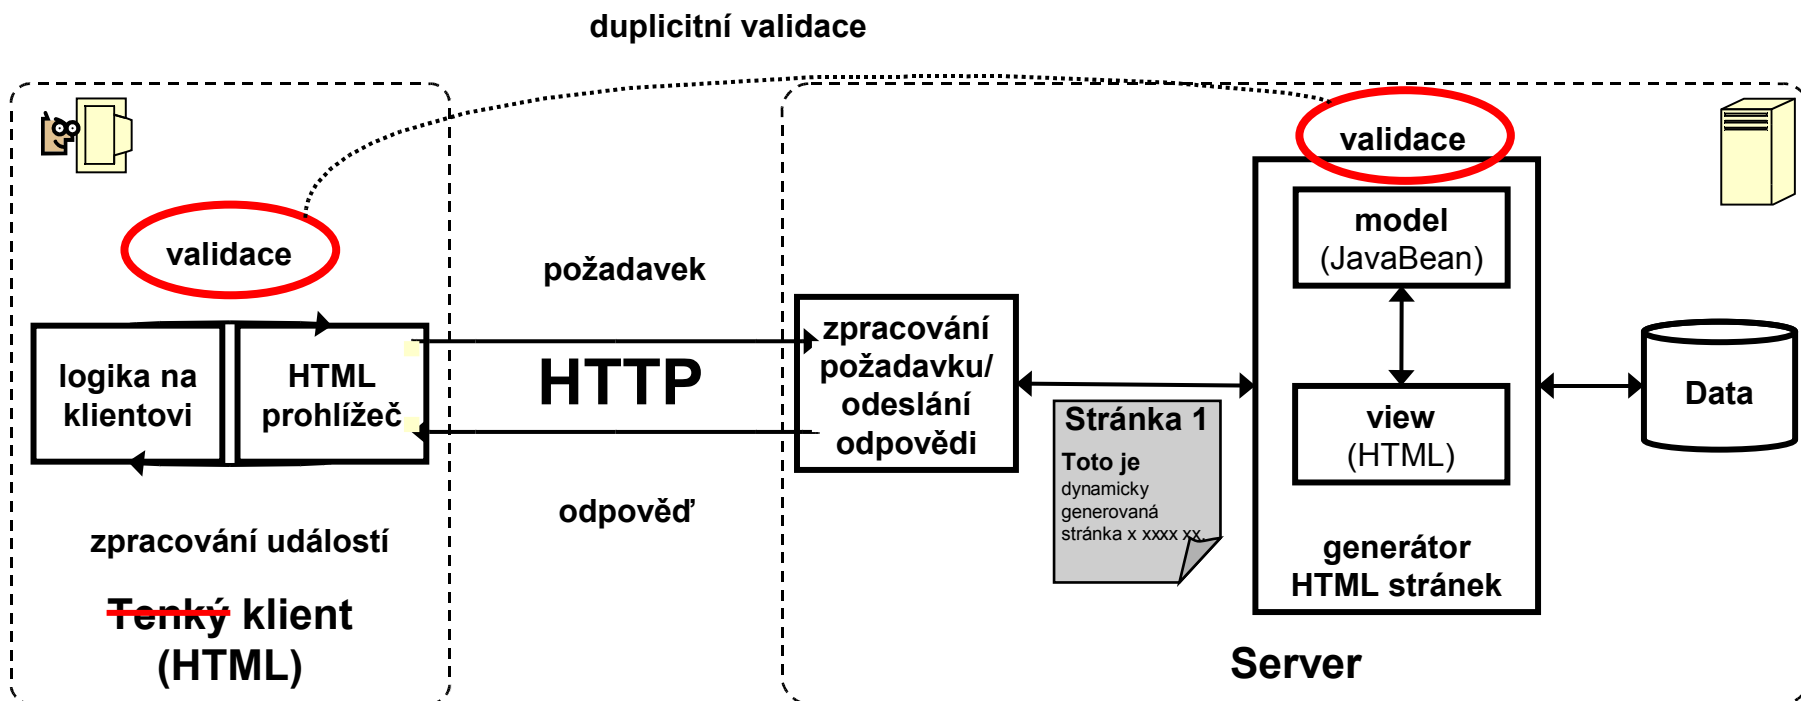 duplicitní validace
validace
validace
model
(JavaBean)
požadavek
zpracování
požadavku/
odeslání
odpovědi
logika na
klientovi
HTML
prohlížeč
HTTP
Stránka 1
Toto je
dynamicky
generovaná
stránka x xxxx xx.
view
(HTML)
Data
odpověď
zpracování událostí
generátor
HTML stránek
Tenký klient
(HTML)
Server